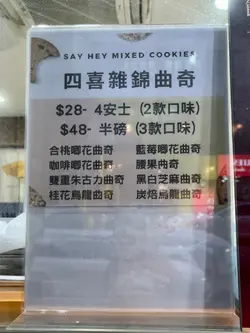 SAY HEY MIXED COOKIES
四喜雜錦曲奇
$28- 4安士 (2款口味)
$48- 半磅 (3款口味)
合桃唧花曲奇 藍莓唧花曲奇
咖啡唧花曲奇 腰果曲奇
雙重朱古力曲奇 黑白芝麻曲奇
桂花烏龍曲奇 炭焙烏龍曲奇